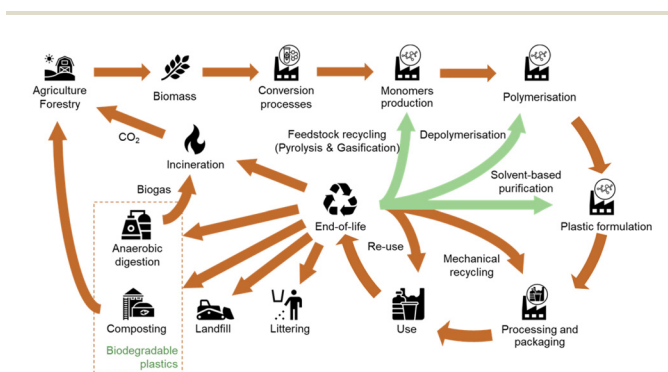 Agriculture
Forestry
Biomass
Conversion
processes
Monomers
production
Polymerisation
CO2
Incineration
Feedstock recycling
(Pyrolysis & Gasification)
Depolymerisation
Solvent-based
purification
Biogas
Anaerobic
digestion
End-of-life
Plastic formulation
Re-use
Mechanical
recycling
Composting
Landfill
Littering
Use
Processing and
packaging
Biodegradable
plastics